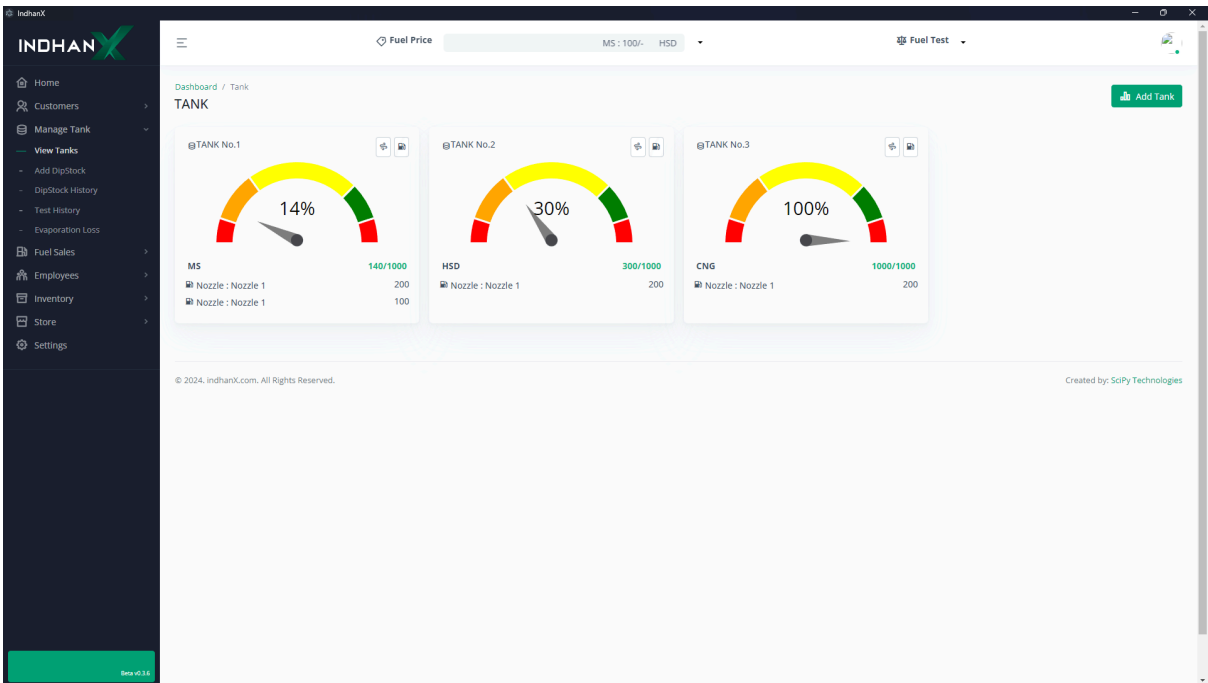 IndhanX
INDHANX
Fuel Price
MS : 100/- HSD
Fuel Test
Home
Customers
Manage Tank
View Tanks
Add DipStock
DipStock History
Test History
Evaporation Loss
Fuel Sales
Employees
Inventory
Store
Settings
Beta v0.3.6
Dashboard / Tank
TANK
Add Tank
TANK No.1
14%
MS 140/1000
Nozzle : Nozzle 1 200
Nozzle : Nozzle 1 100
TANK No.2
30%
HSD 300/1000
Nozzle : Nozzle 1 200
TANK No.3
100%
CNG 1000/1000
Nozzle : Nozzle 1 200
© 2024. indhanX.com. All Rights Reserved.
Created by: SciPy Technologies